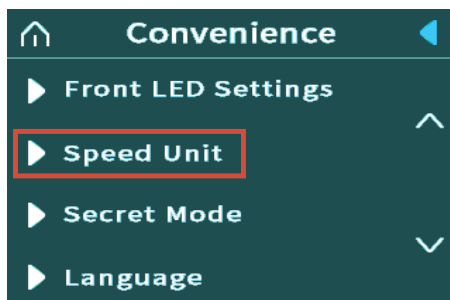 Convenience
Front LED Settings
Speed Unit
Secret Mode
Language